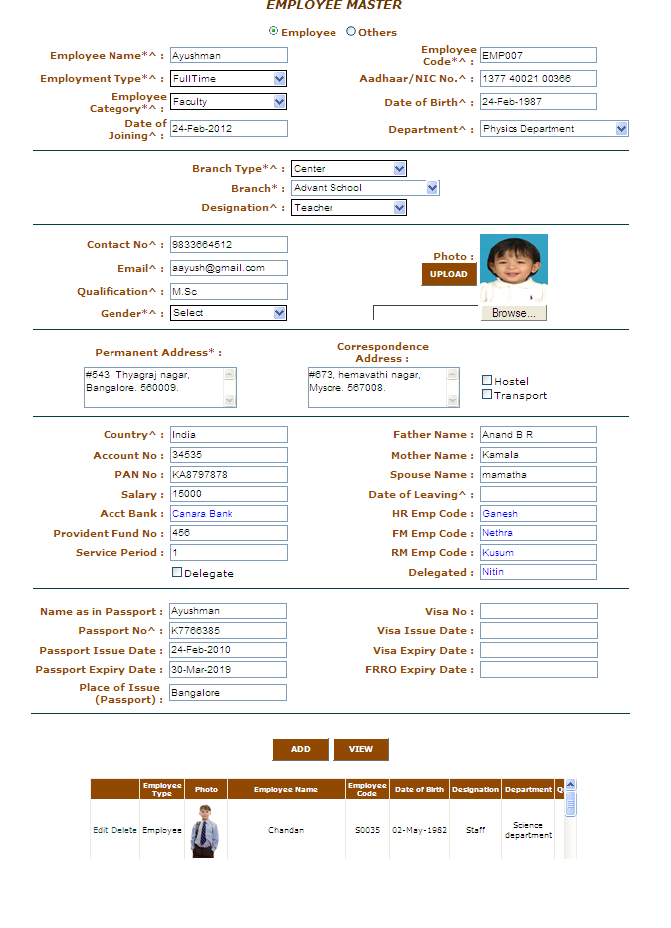 EMPLOYEE MASTER
Employee Others
Employee Name*^ : Ayushman
Employee Code*^ : EMP007
Employment Type*^ : FullTime
Aadhaar/NIC No.^ : 1377 40021 00366
Employee Category*^ : Faculty
Date of Birth^ : 24-Feb-1987
Date of Joining^ : 24-Feb-2012
Department^ : Physics Department
Branch Type*^ : Center
Branch* : Advant School
Designation^ : Teacher
Contact No^ : 9833664512
Email^ : aayush@gmail.com
Qualification^ : M.Sc
Gender*^ : Select
Photo :
UPLOAD
Browse...
Permanent Address* :
#543 Thyagraj nagar,
Bangalore. 560009.
Correspondence
Address :
#673, hemavathi nagar,
Mysore. 567008.
Hostel
Transport
Country^ : India
Father Name : Anand B R
Account No : 34535
Mother Name : Kamala
PAN No : KA8797878
Spouse Name : mamatha
Salary : 15000
Date of Leaving^ :
Acct Bank : Canara Bank
HR Emp Code : Ganesh
Provident Fund No : 456
FM Emp Code : Nethra
Service Period : 1
RM Emp Code : Kusum
Delegate
Delegated : Nitin
Name as in Passport : Ayushman
Visa No :
Passport No^ : K7766385
Visa Issue Date :
Passport Issue Date : 24-Feb-2010
Visa Expiry Date :
Passport Expiry Date : 30-Mar-2019
FRRO Expiry Date :
Place of Issue (Passport) : Bangalore
ADD VIEW
Employee Type Photo Employee Name Employee Code Date of Birth Designation Department
Edit Delete Employee Chandan S0035 02-May-1982 Staff Science department